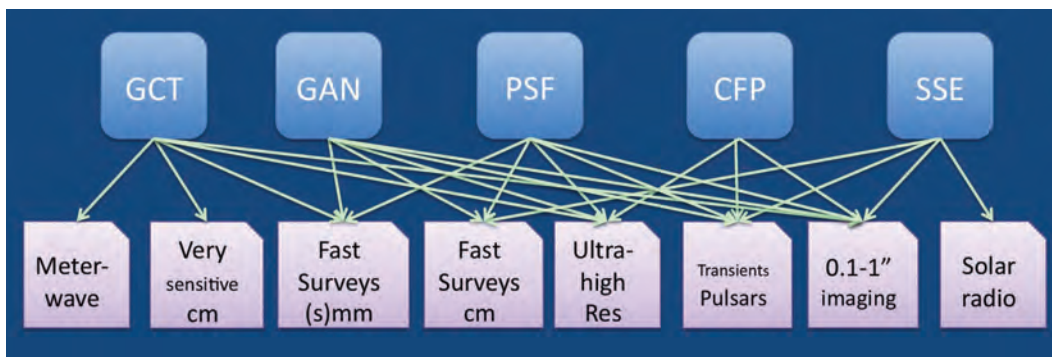 GCT
GAN
PSF
CFP
SSE
Meter-
wave
Very
sensitive
cm
Fast
Surveys
(s)mm
Fast
Surveys
cm
Ultra-
high
Res
Transients
Pulsars
0.1-1”
imaging
Solar
radio